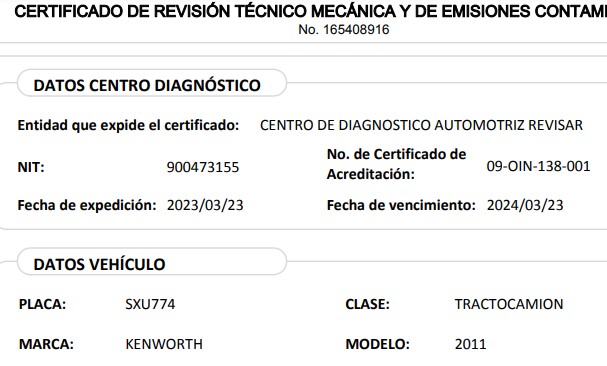 CERTIFICADO DE REVISIÓN TÉCNICO MECÁNICA Y DE EMISIONES CONTAMI
No. 165408916
DATOS CENTRO DIAGNÓSTICO
Entidad que expide el certificado: CENTRO DE DIAGNOSTICO AUTOMOTRIZ REVISAR
NIT: 900473155 No. de Certificado de Acreditación: 09-OIN-138-001
Fecha de expedición: 2023/03/23 Fecha de vencimiento: 2024/03/23
DATOS VEHÍCULO
PLACA: SXU774 CLASE: TRACTOCAMION
MARCA: KENWORTH MODELO: 2011